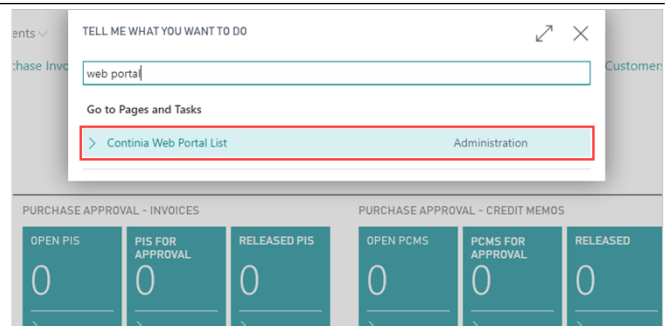 ents
TELL ME WHAT YOU WANT TO DO
chase Invo
Customer
web portal
Go to Pages and Tasks
Continia Web Portal List Administration
PURCHASE APPROVAL - INVOICES PURCHASE APPROVAL - CREDIT MEMOS
OPEN PIS PIS FOR APPROVAL RELEASED PIS OPEN PCMS PCMS FOR APPROVAL RELEASED
0 0 0 0 0 0